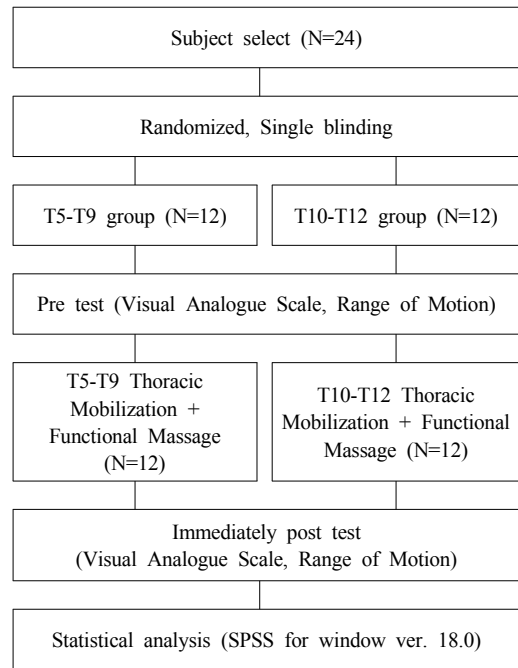 Subject select (N=24)
Randomized, Single blinding
T5-T9 group (N=12)
T10-T12 group (N=12)
Pre test (Visual Analogue Scale, Range of Motion)
T5-T9 Thoracic
Mobilization +
Functional Massage
(N=12)
T10-T12 Thoracic
Mobilization + Functional
Massage (N=12)
Immediately post test
(Visual Analogue Scale, Range of Motion)
Statistical analysis (SPSS for window ver. 18.0)